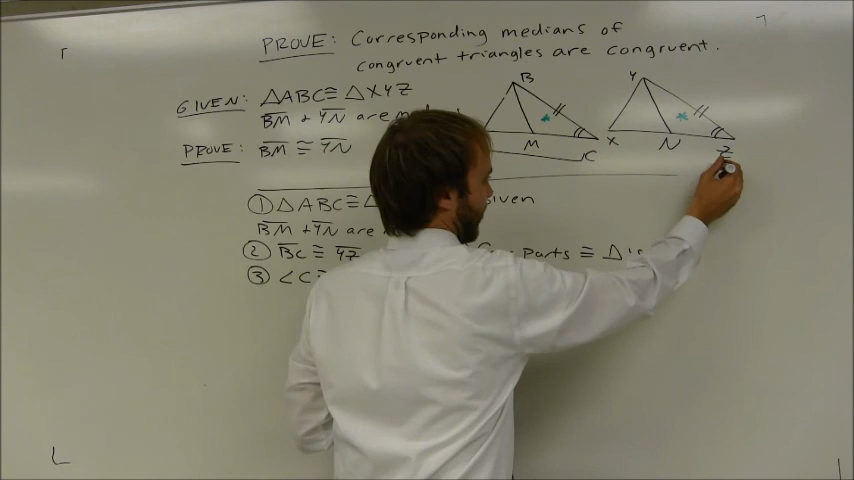 PROVE: Corresponding medians of
congruent triangles are congruent.
GIVEN: △ABC ≅ △XYZ
BM + YN are
PROVE: BM ≅ YN
B
M
C
Y
X
N
Z
① △ABC ≅
BM + YN are
② BC ≅ YZ
parts ≅ △'s
③ ∠C